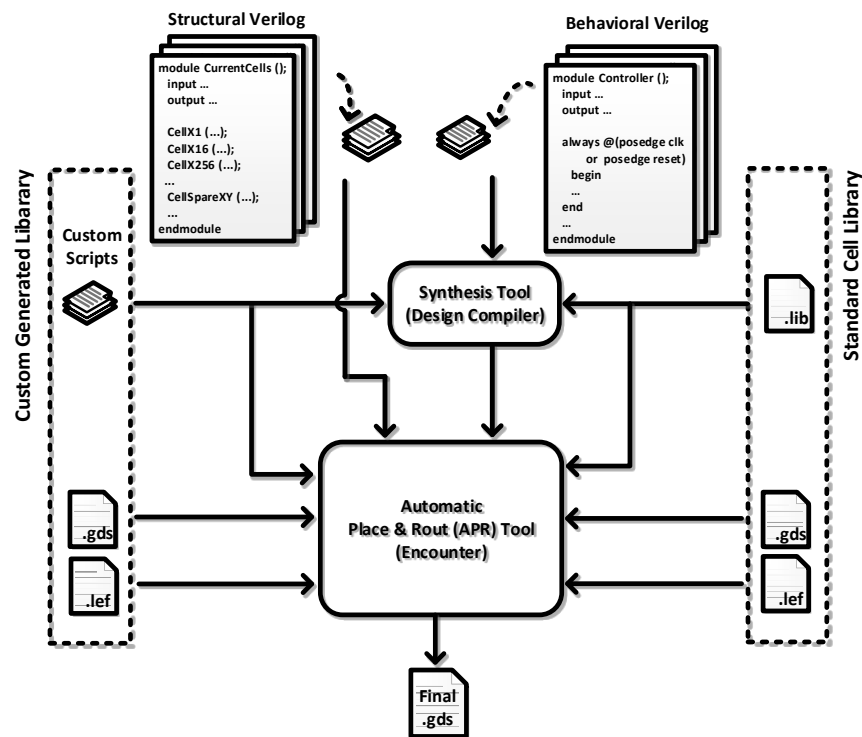 Structural Verilog
Behavioral Verilog
module CurrentCells ();
input ...
output ...
CellX1 (...);
CellX16 (...);
CellX256 (...);
...
CellSpareXY (...);
...
endmodule
module Controller ();
input ...
output ...
always @(posedge clk
or posedge reset)
begin
...
end
...
endmodule
Custom Generated Libarary
Custom
Scripts
.gds
.lef
Synthesis Tool
(Design Compiler)
Automatic
Place & Rout (APR) Tool
(Encounter)
Standard Cell Library
.lib
.gds
.lef
Final
.gds